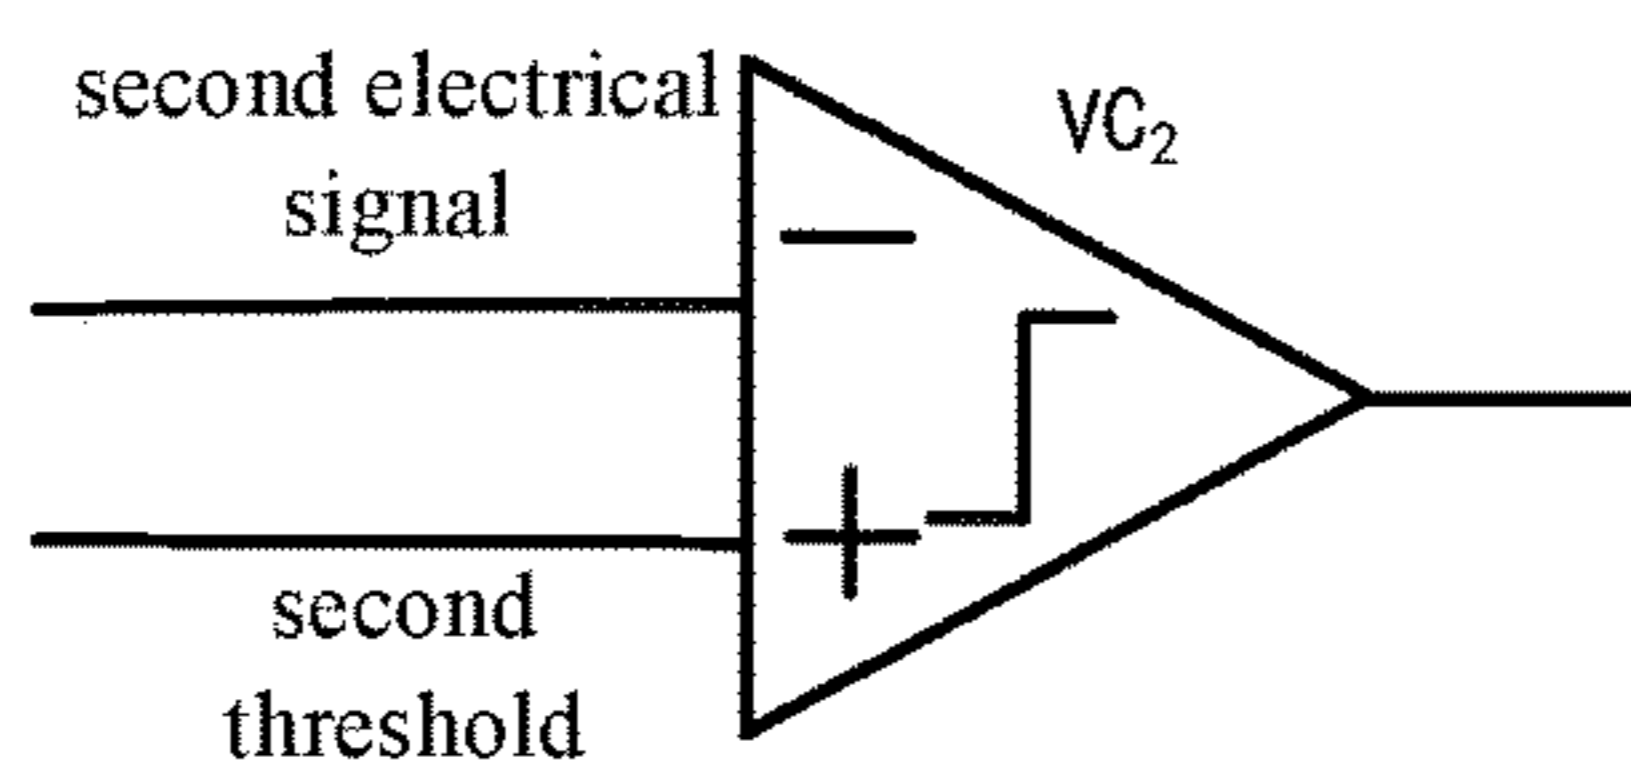 second electrical
signal
VC₂
second
threshold